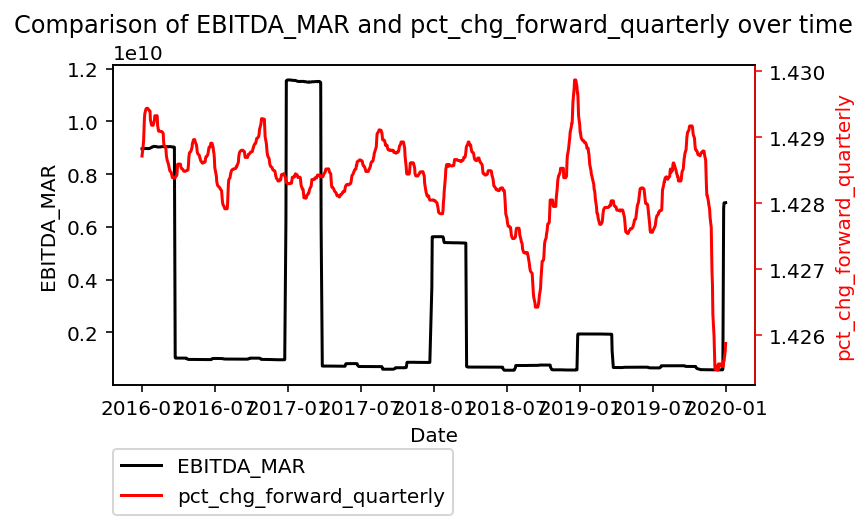 Comparison of EBITDA_MAR and pct_chg_forward_quarterly over time
1e10
1.2
1.0
0.8
0.6
0.4
0.2
EBITDA_MAR
1.430
1.429
1.428
1.427
1.426
pct_chg_forward_quarterly
2016-01 2016-07 2017-01 2017-07 2018-01 2018-07 2019-01 2019-07 2020-01
Date
EBITDA_MAR
pct_chg_forward_quarterly